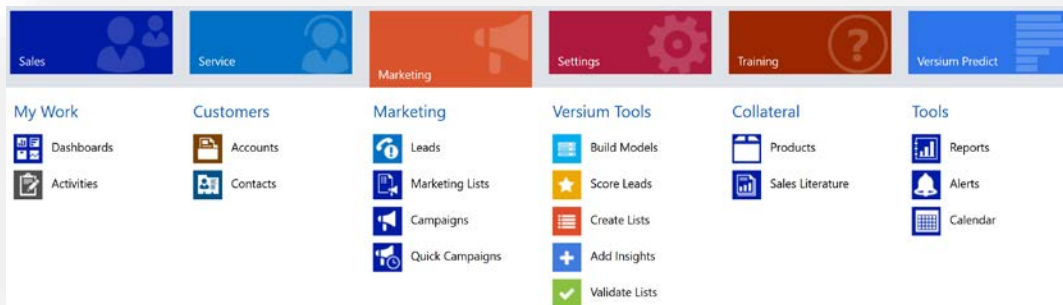 Sales
Service
Marketing
Settings
Training
Versium Predict
My Work
Dashboards
Activities
Customers
Accounts
Contacts
Marketing
Leads
Marketing Lists
Campaigns
Quick Campaigns
Versium Tools
Build Models
Score Leads
Create Lists
Add Insights
Validate Lists
Collateral
Products
Sales Literature
Tools
Reports
Alerts
Calendar